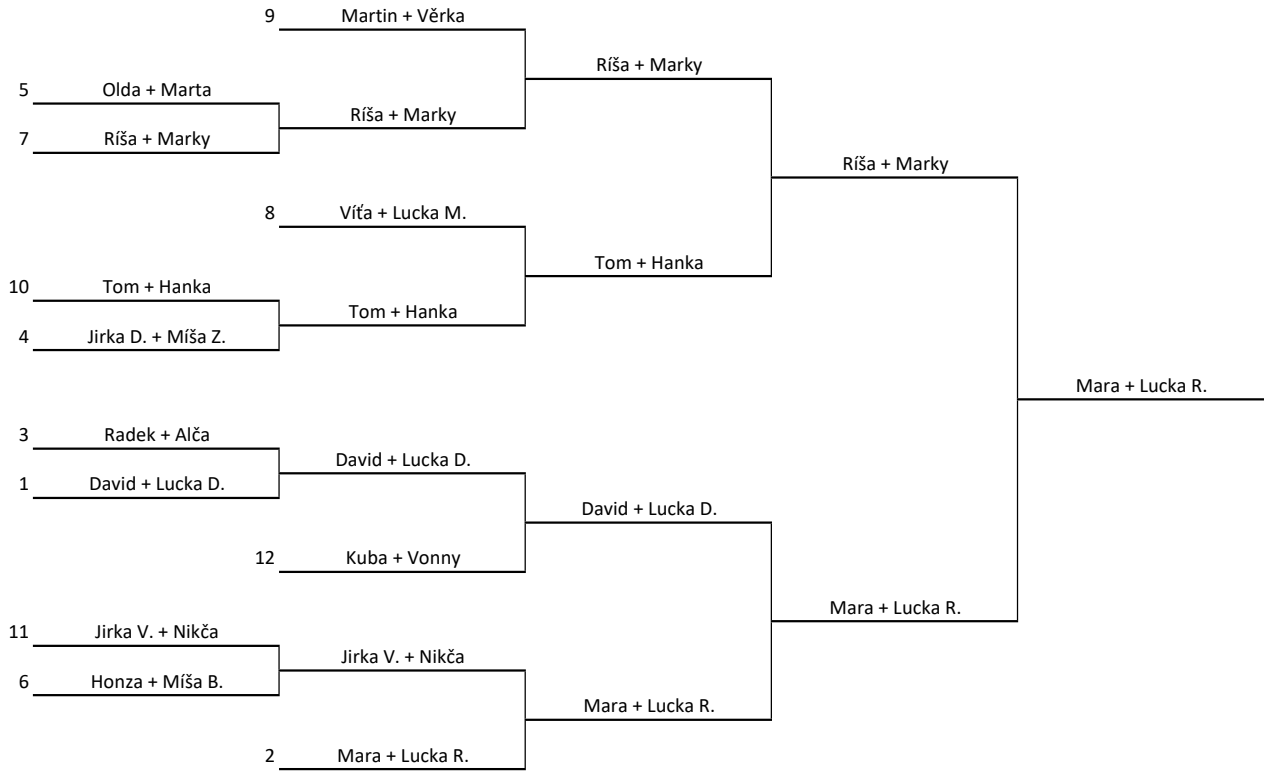 9 Martin + Věrka
Ríša + Marky
5 Olda + Marta
Ríša + Marky
7 Ríša + Marky
Ríša + Marky
8 Víťa + Lucka M.
Tom + Hanka
10 Tom + Hanka
Tom + Hanka
4 Jirka D. + Míša Z.
Mara + Lucka R.
3 Radek + Alča
David + Lucka D.
1 David + Lucka D.
David + Lucka D.
12 Kuba + Vonny
Mara + Lucka R.
11 Jirka V. + Nikča
Jirka V. + Nikča
6 Honza + Míša B.
Mara + Lucka R.
2 Mara + Lucka R.